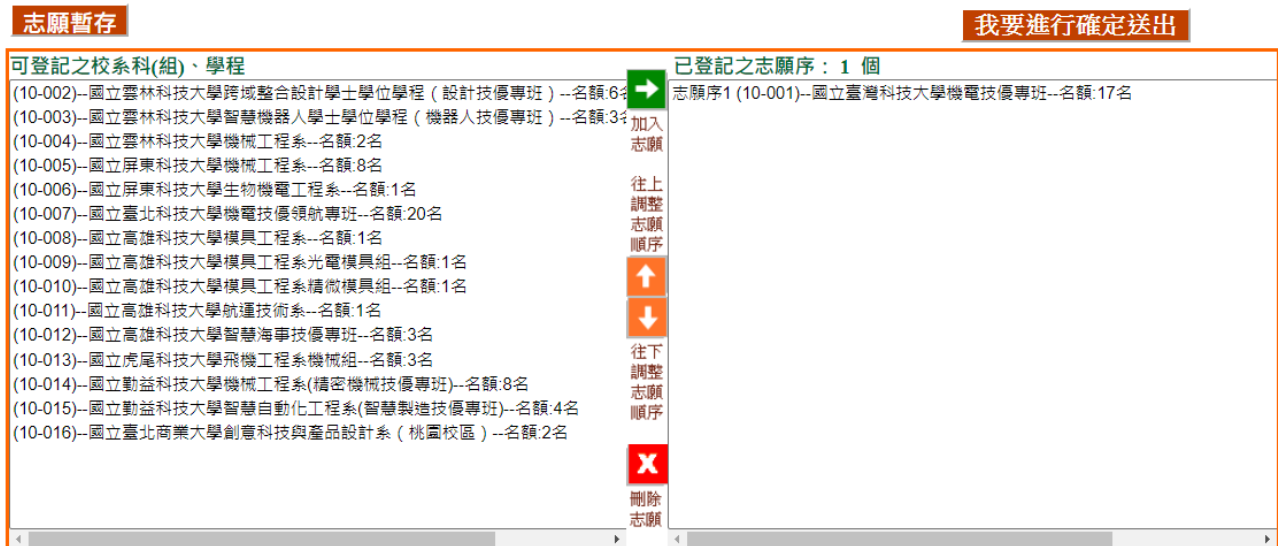 志願暫存
我要進行確定送出
可登記之校系科(組)、學程
(10-002)--國立雲林科技大學跨域整合設計學士學位學程(設計技優專班)--名額:6名
(10-003)--國立雲林科技大學智慧機器人學士學位學程(機器人技優專班)--名額:3名
(10-004)--國立雲林科技大學機械工程系--名額:2名
(10-005)--國立屏東科技大學機械工程系--名額:8名
(10-006)--國立屏東科技大學生物機電工程系--名額:1名
(10-007)--國立臺北科技大學機電技優領航專班--名額:20名
(10-008)--國立高雄科技大學模具工程系--名額:1名
(10-009)--國立高雄科技大學模具工程系光電模具組--名額:1名
(10-010)--國立高雄科技大學模具工程系精微模具組--名額:1名
(10-011)--國立高雄科技大學航運技術系--名額:1名
(10-012)--國立高雄科技大學智慧海事技優專班--名額:3名
(10-013)--國立虎尾科技大學飛機工程系機械組--名額:3名
(10-014)--國立勤益科技大學機械工程系(精密機械技優專班)--名額:8名
(10-015)--國立勤益科技大學智慧自動化工程系(智慧製造技優專班)--名額:4名
(10-016)--國立臺北商業大學創意科技與產品設計系(桃園校區)--名額:2名
加入
志願
往上
調整
志願
順序
往下
調整
志願
順序
X
刪除
志願
已登記之志願序： 1 個
志願序1 (10-001)--國立臺灣科技大學機電技優專班--名額:17名